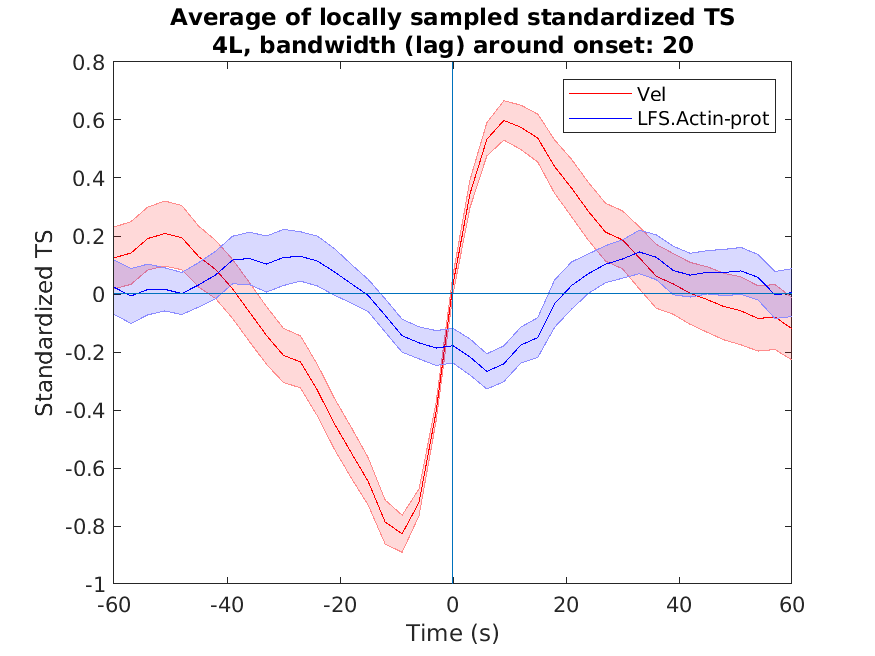 Average of locally sampled standardized TS
4L, bandwidth (lag) around onset: 20
Vel
LFS.Actin-prot
Standardized TS
0.8
0.6
0.4
0.2
0
-0.2
-0.4
-0.6
-0.8
-1
-60 -40 -20 0 20 40 60
Time (s)